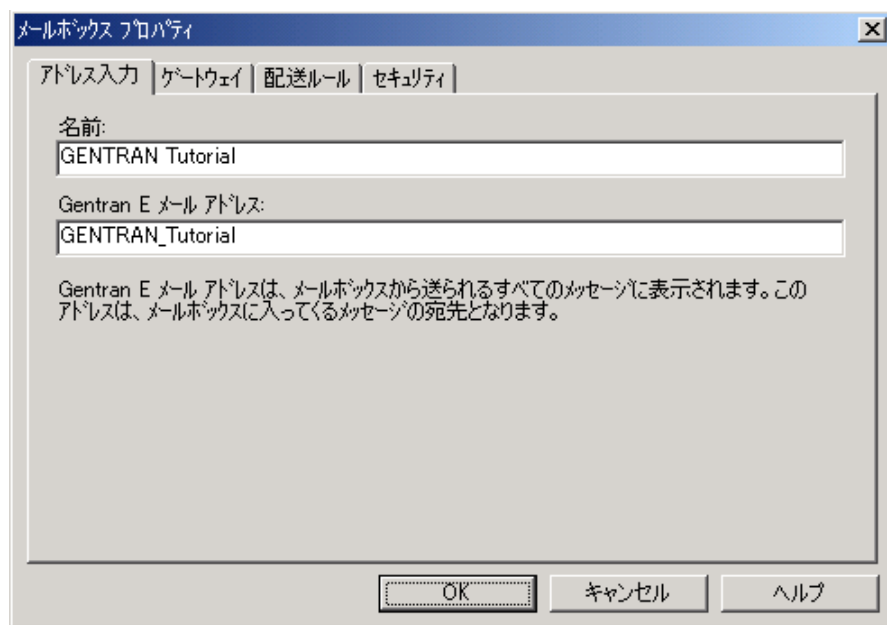 メールボックス プロパティ
アドレス入力 ゲートウェイ 配送ルール セキュリティ
名前:
GENTRAN Tutorial
Gentran E メール アドレス:
GENTRAN_Tutorial
Gentran E メール アドレスは、メールボックスから送られるすべてのメッセージに表示されます。この
アドレスは、メールボックスに入ってくるメッセージの宛先となります。
OK キャンセル ヘルプ